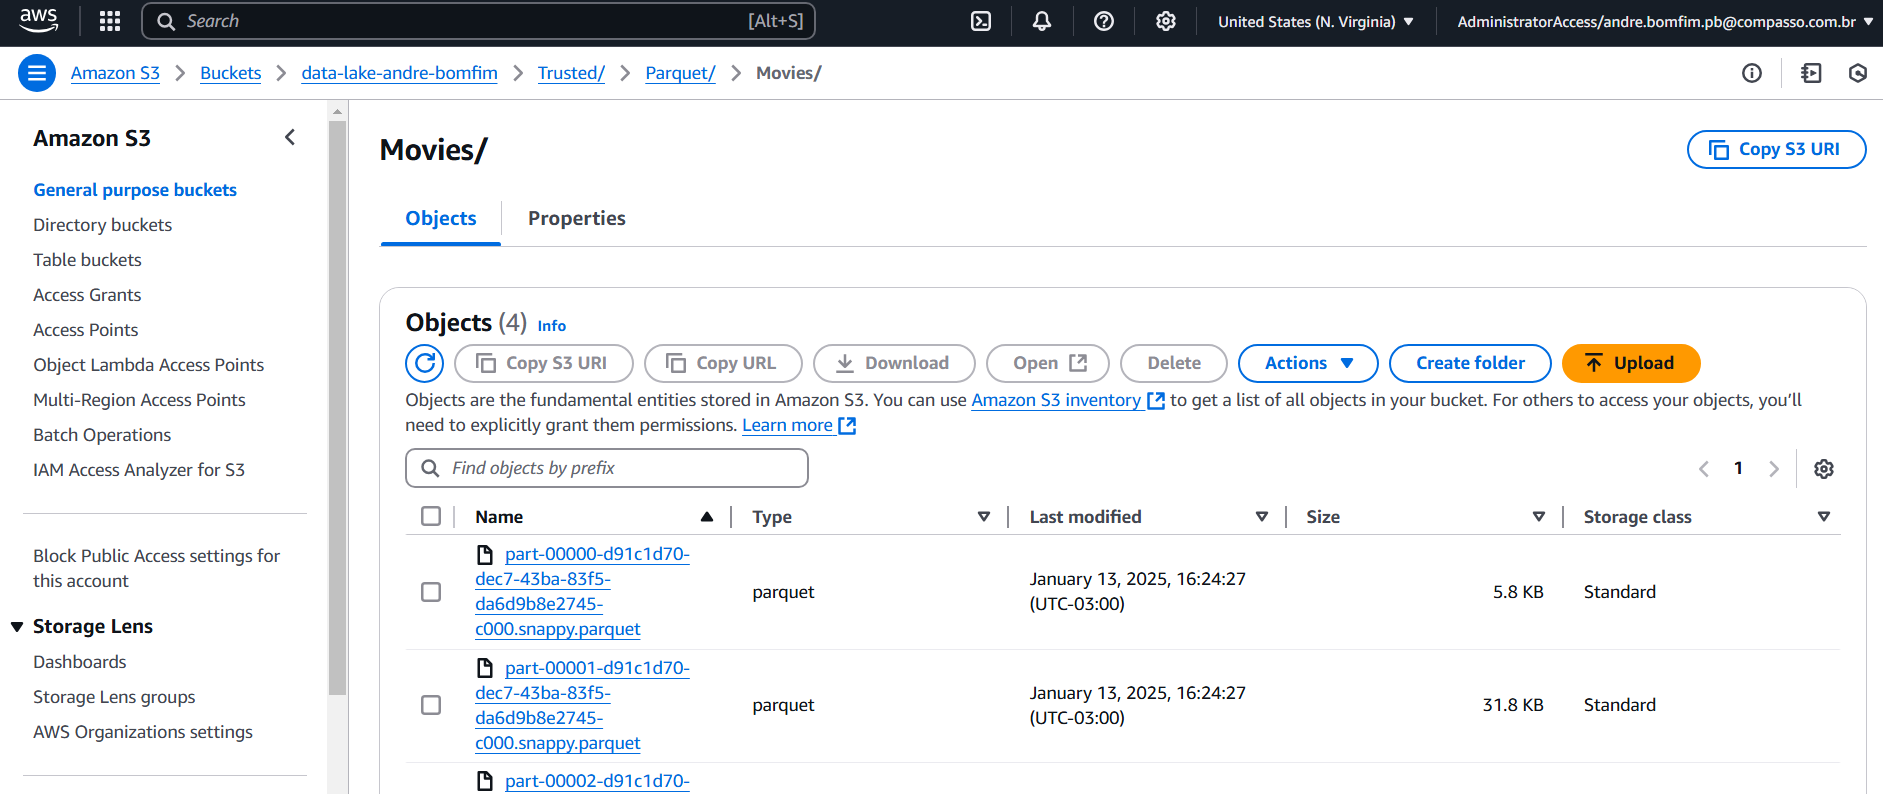 aws
Search
[Alt+S]
United States (N. Virginia)
AdministratorAccess/andre.bomfim.pb@compasso.com.br
Amazon S3
Buckets
data-lake-andre-bomfim
Trusted/
Parquet/
Movies/
Amazon S3
General purpose buckets
Directory buckets
Table buckets
Access Grants
Access Points
Object Lambda Access Points
Multi-Region Access Points
Batch Operations
IAM Access Analyzer for S3
Block Public Access settings for
this account
Storage Lens
Dashboards
Storage Lens groups
AWS Organizations settings
Movies/
Copy S3 URI
Objects
Properties
Objects (4) Info
Copy S3 URI
Copy URL
Download
Open
Delete
Actions
Create folder
Upload
Objects are the fundamental entities stored in Amazon S3. You can use Amazon S3 inventory to get a list of all objects in your bucket. For others to access your objects, you'll
need to explicitly grant them permissions. Learn more
Find objects by prefix
1
Name
Type
Last modified
Size
Storage class
part-00000-d91c1d70-
dec7-43ba-83f5-
da6d9b8e2745-
c000.snappy.parquet
parquet
January 13, 2025, 16:24:27
(UTC-03:00)
5.8 KB
Standard
part-00001-d91c1d70-
dec7-43ba-83f5-
da6d9b8e2745-
c000.snappy.parquet
parquet
January 13, 2025, 16:24:27
(UTC-03:00)
31.8 KB
Standard
part-00002-d91c1d70-